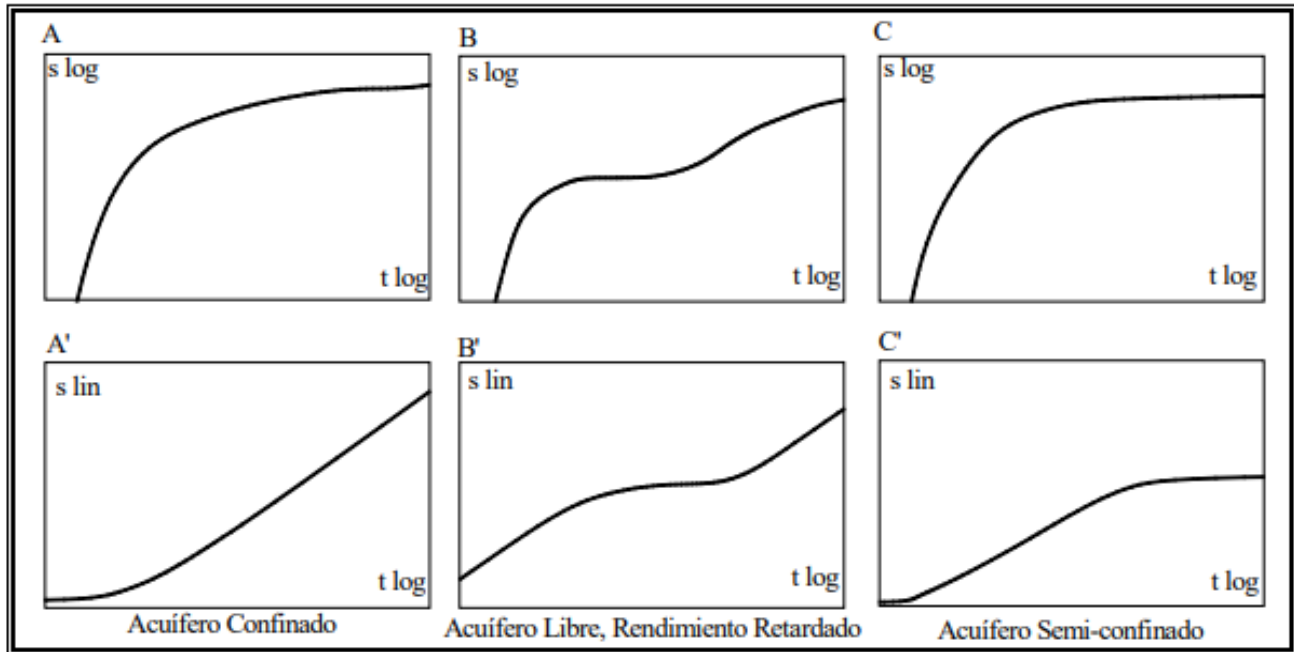 A
s log
t log
B
s log
t log
C
s log
t log
A'
s lin
t log
Acuífero Confinado
B'
s lin
t log
Acuífero Libre, Rendimiento Retardado
C'
s lin
t log
Acuífero Semi-confinado